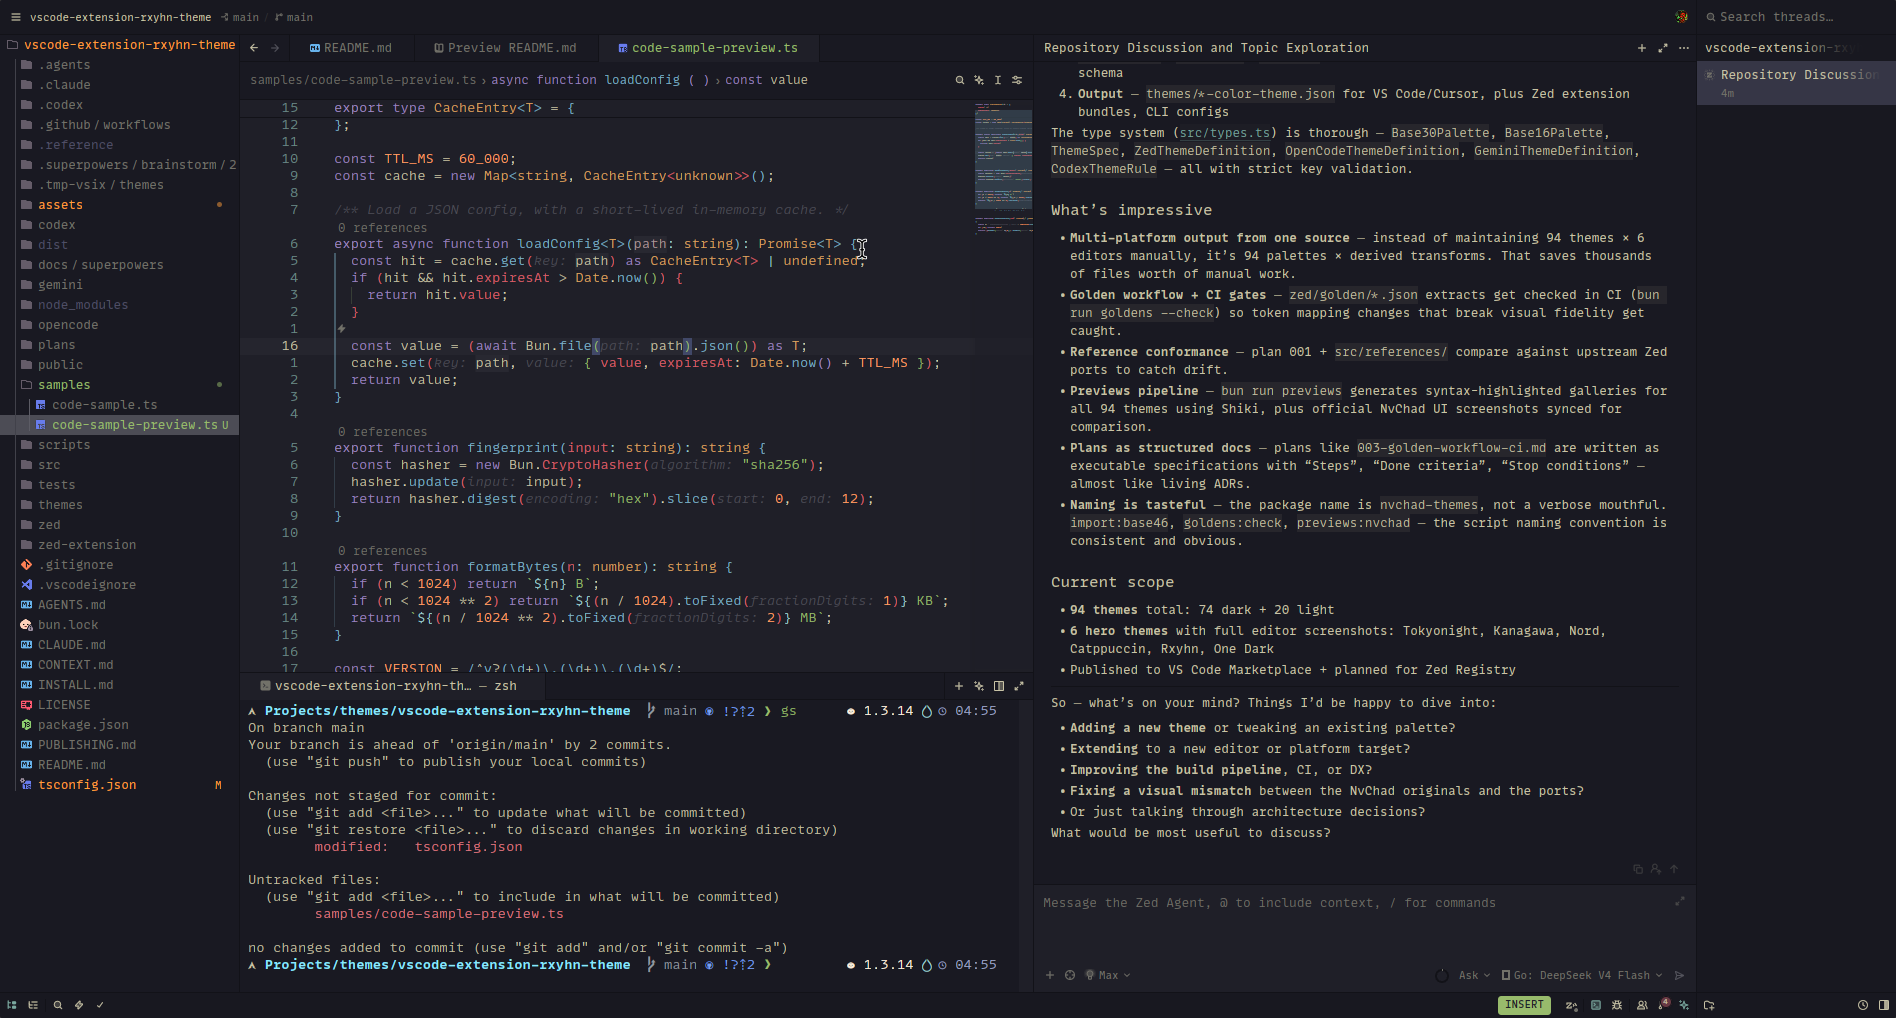 vscode-extension-rxyhn-theme main / main
Search threads…
vscode-extension-rxyhn-theme
.agents
.claude
.codex
.github / workflows
.reference
.superpowers / brainstorm / 2
.tmp-vsix / themes
assets
codex
dist
docs / superpowers
gemini
node_modules
opencode
plans
public
samples
code-sample.ts
code-sample-preview.ts U
scripts
src
tests
themes
zed
zed-extension
.gitignore
.vscodeignore
AGENTS.md
bun.lock
CLAUDE.md
CONTEXT.md
INSTALL.md
LICENSE
package.json
PUBLISHING.md
README.md
tsconfig.json M
README.md Preview README.md code-sample-preview.ts
samples/code-sample-preview.ts › async function loadConfig ( ) › const value
15 export type CacheEntry<T> = {
12 };
11
10 const TTL_MS = 60_000;
9 const cache = new Map<string, CacheEntry<unknown>>();
8
7 /** Load a JSON config, with a short-lived in-memory cache. */
0 references
6 export async function loadConfig<T>(path: string): Promise<T> {
5 const hit = cache.get(key: path) as CacheEntry<T> | undefined;
4 if (hit && hit.expiresAt > Date.now()) {
3 return hit.value;
2 }
1
16 const value = (await Bun.file(path: path).json()) as T;
1 cache.set(key: path, value: { value, expiresAt: Date.now() + TTL_MS });
2 return value;
3 }
4
0 references
5 export function fingerprint(input: string): string {
6 const hasher = new Bun.CryptoHasher(algorithm: "sha256");
7 hasher.update(input: input);
8 return hasher.digest(encoding: "hex").slice(start: 0, end: 12);
9 }
10
0 references
11 export function formatBytes(n: number): string {
12 if (n < 1024) return `${n} B`;
13 if (n < 1024 ** 2) return `${(n / 1024).toFixed(fractionDigits: 1)} KB`;
14 return `${(n / 1024 ** 2).toFixed(fractionDigits: 2)} MB`;
15 }
16
17 const VERSION = /^v?(\d+)\.(\d+)\.(\d+)$/;
vscode-extension-rxyhn-th… — zsh
Projects/themes/vscode-extension-rxyhn-theme main !?⇡2 ❯ gs 1.3.14 04:55
On branch main
Your branch is ahead of 'origin/main' by 2 commits.
(use "git push" to publish your local commits)
Changes not staged for commit:
(use "git add <file>..." to update what will be committed)
(use "git restore <file>..." to discard changes in working directory)
modified: tsconfig.json
Untracked files:
(use "git add <file>..." to include in what will be committed)
samples/code-sample-preview.ts
no changes added to commit (use "git add" and/or "git commit -a")
Projects/themes/vscode-extension-rxyhn-theme main !?⇡2 ❯ 1.3.14 04:55
Repository Discussion and Topic Exploration
schema
4. Output — themes/*-color-theme.json for VS Code/Cursor, plus Zed extension
bundles, CLI configs
The type system (src/types.ts) is thorough — Base30Palette, Base16Palette,
ThemeSpec, ZedThemeDefinition, OpenCodeThemeDefinition, GeminiThemeDefinition,
CodexThemeRule — all with strict key validation.
What's impressive
• Multi-platform output from one source — instead of maintaining 94 themes × 6
editors manually, it's 94 palettes × derived transforms. That saves thousands
of files worth of manual work.
• Golden workflow + CI gates — zed/golden/*.json extracts get checked in CI (bun
run goldens --check) so token mapping changes that break visual fidelity get
caught.
• Reference conformance — plan 001 + src/references/ compare against upstream Zed
ports to catch drift.
• Previews pipeline — bun run previews generates syntax-highlighted galleries for
all 94 themes using Shiki, plus official NvChad UI screenshots synced for
comparison.
• Plans as structured docs — plans like 003-golden-workflow-ci.md are written as
executable specifications with “Steps”, “Done criteria”, “Stop conditions” —
almost like living ADRs.
• Naming is tasteful — the package name is nvchad-themes, not a verbose mouthful.
import:base46, goldens:check, previews:nvchad — the script naming convention is
consistent and obvious.
Current scope
• 94 themes total: 74 dark + 20 light
• 6 hero themes with full editor screenshots: Tokyonight, Kanagawa, Nord,
Catppuccin, Rxyhn, One Dark
• Published to VS Code Marketplace + planned for Zed Registry
So — what's on your mind? Things I'd be happy to dive into:
• Adding a new theme or tweaking an existing palette?
• Extending to a new editor or platform target?
• Improving the build pipeline, CI, or DX?
• Fixing a visual mismatch between the NvChad originals and the ports?
• Or just talking through architecture decisions?
What would be most useful to discuss?
Message the Zed Agent, @ to include context, / for commands
Max Ask Go: DeepSeek V4 Flash
vscode-extension-rx
Repository Discussion
4m
INSERT
4